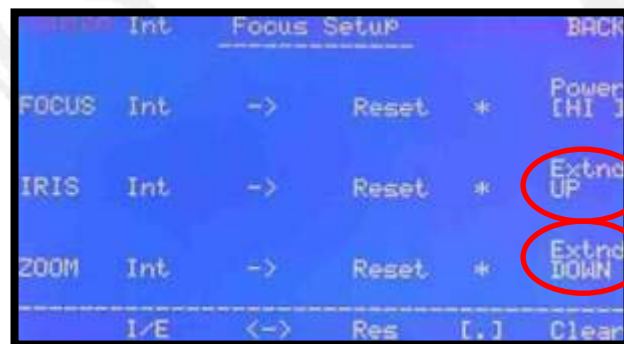 Int Focus Setup BACK
FOCUS Int -> Reset * Power [HI ]
IRIS Int -> Reset * Extnd UP
ZOOM Int -> Reset * Extnd DOWN
I/E <-> Res [.] Clear